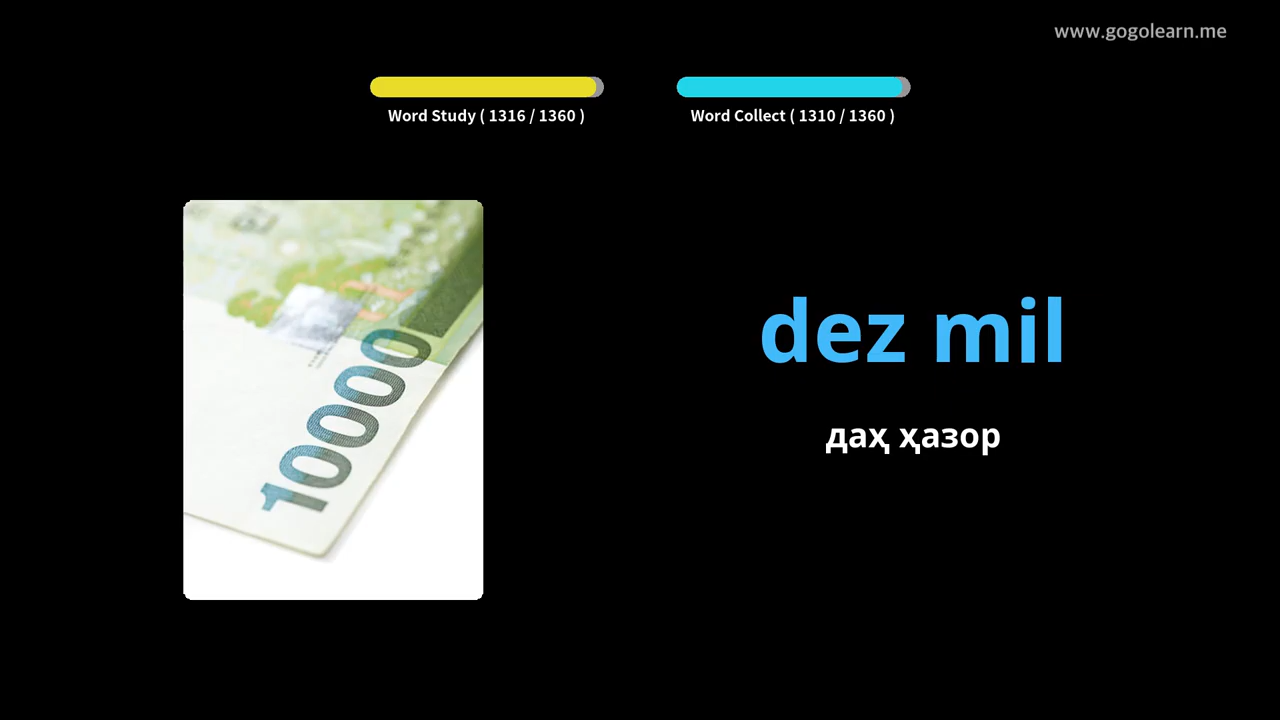 www.gogolearn.me
Word Study ( 1316 / 1360 )
Word Collect ( 1310 / 1360 )
10000
dez mil
даҳ ҳазор